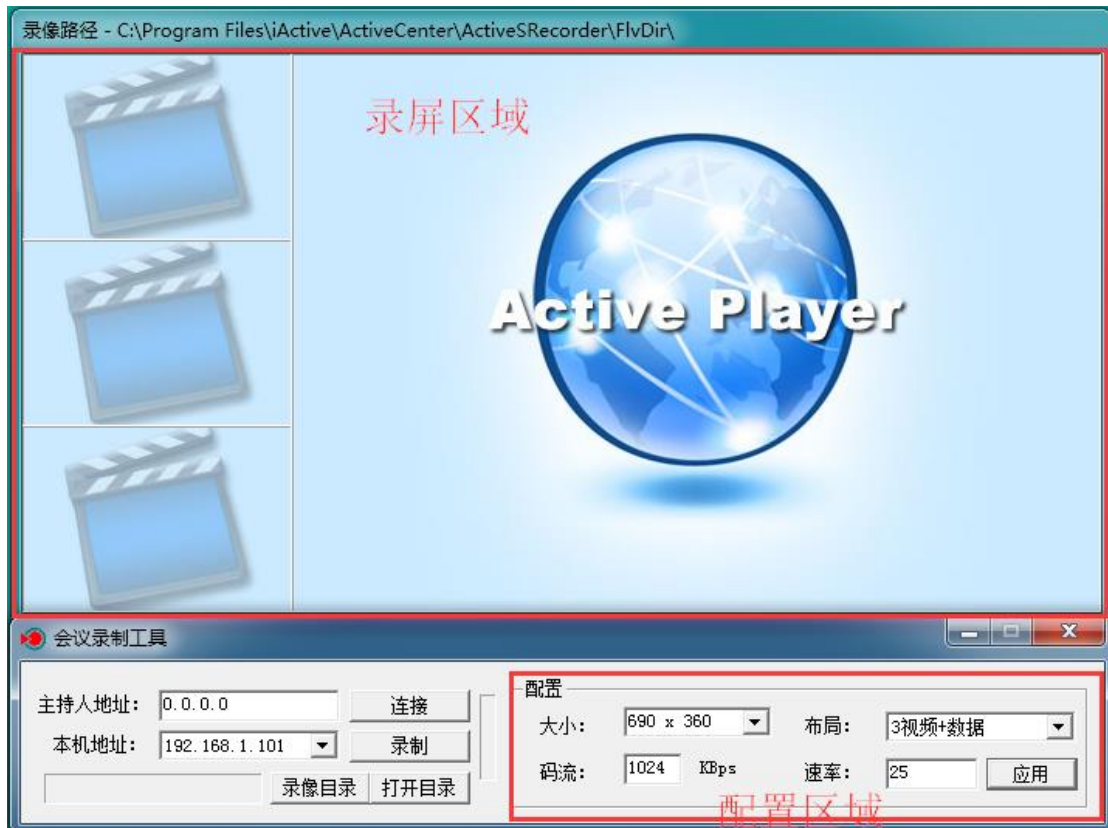 录像路径 - C:\Program Files\iActive\ActiveCenter\ActiveSRecorder\FlvDir\
录屏区域
Active Player
会议录制工具
主持人地址: 0.0.0.0 连接
本机地址: 192.168.1.101 录制
录像目录 打开目录
配置
大小: 690 x 360 布局: 3视频+数据
码流: 1024 KBps 速率: 25 应用
配置区域